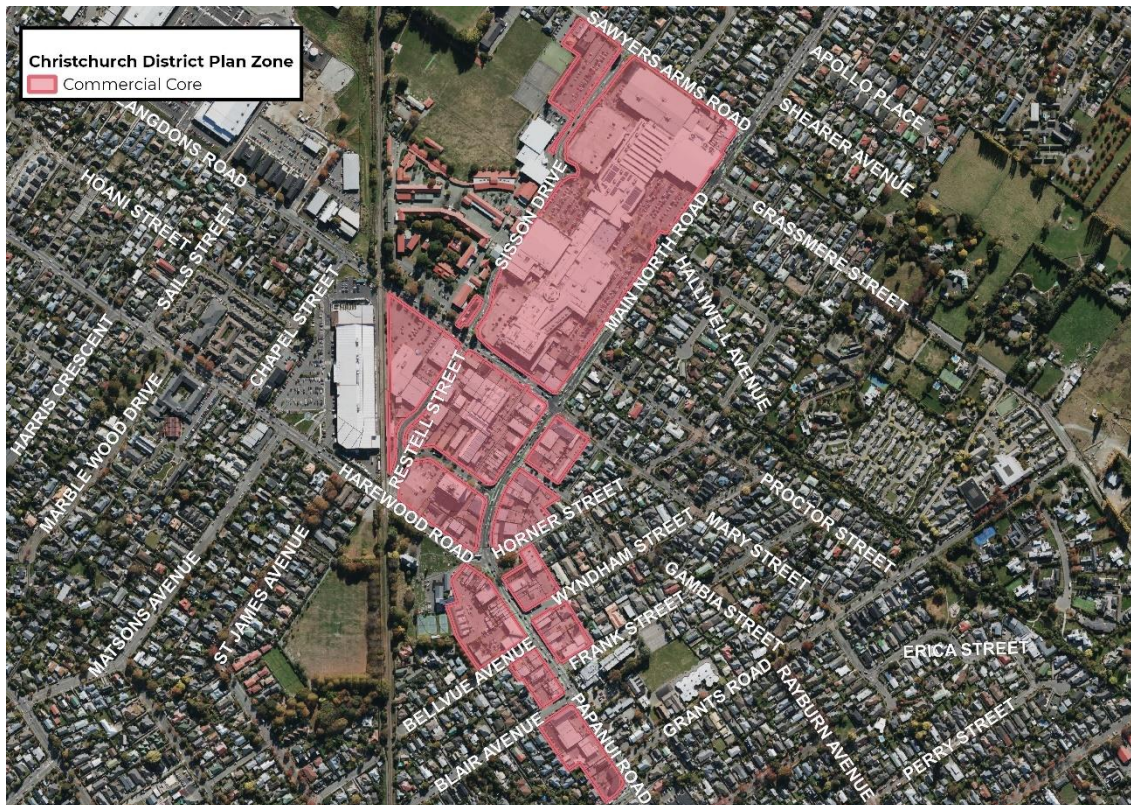 Christchurch District Plan Zone
Commercial Core
SAWYERS ARMS ROAD
APOLLO PLACE
SHEARER AVENUE
LANGDONS ROAD
HOANI STREET
SAILS STREET
SISSON DRIVE
GRASSMERE STREET
MAIN NORTH ROAD
HALLIWELL AVENUE
CHAPEL STREET
HARRIS CRESCENT
MARBLE WOOD DRIVE
RESTELL STREET
HAREWOOD ROAD
HORNER STREET
PROCTOR STREET
MARY STREET
WYNDHAM STREET
GAMBIA STREET
MATSONS AVENUE
ST JAMES AVENUE
FRANK STREET
ERICA STREET
BELLVUE AVENUE
GRANTS ROAD
RAYBURN AVENUE
PERRY STREET
BLAIR AVENUE
PAPANUI ROAD